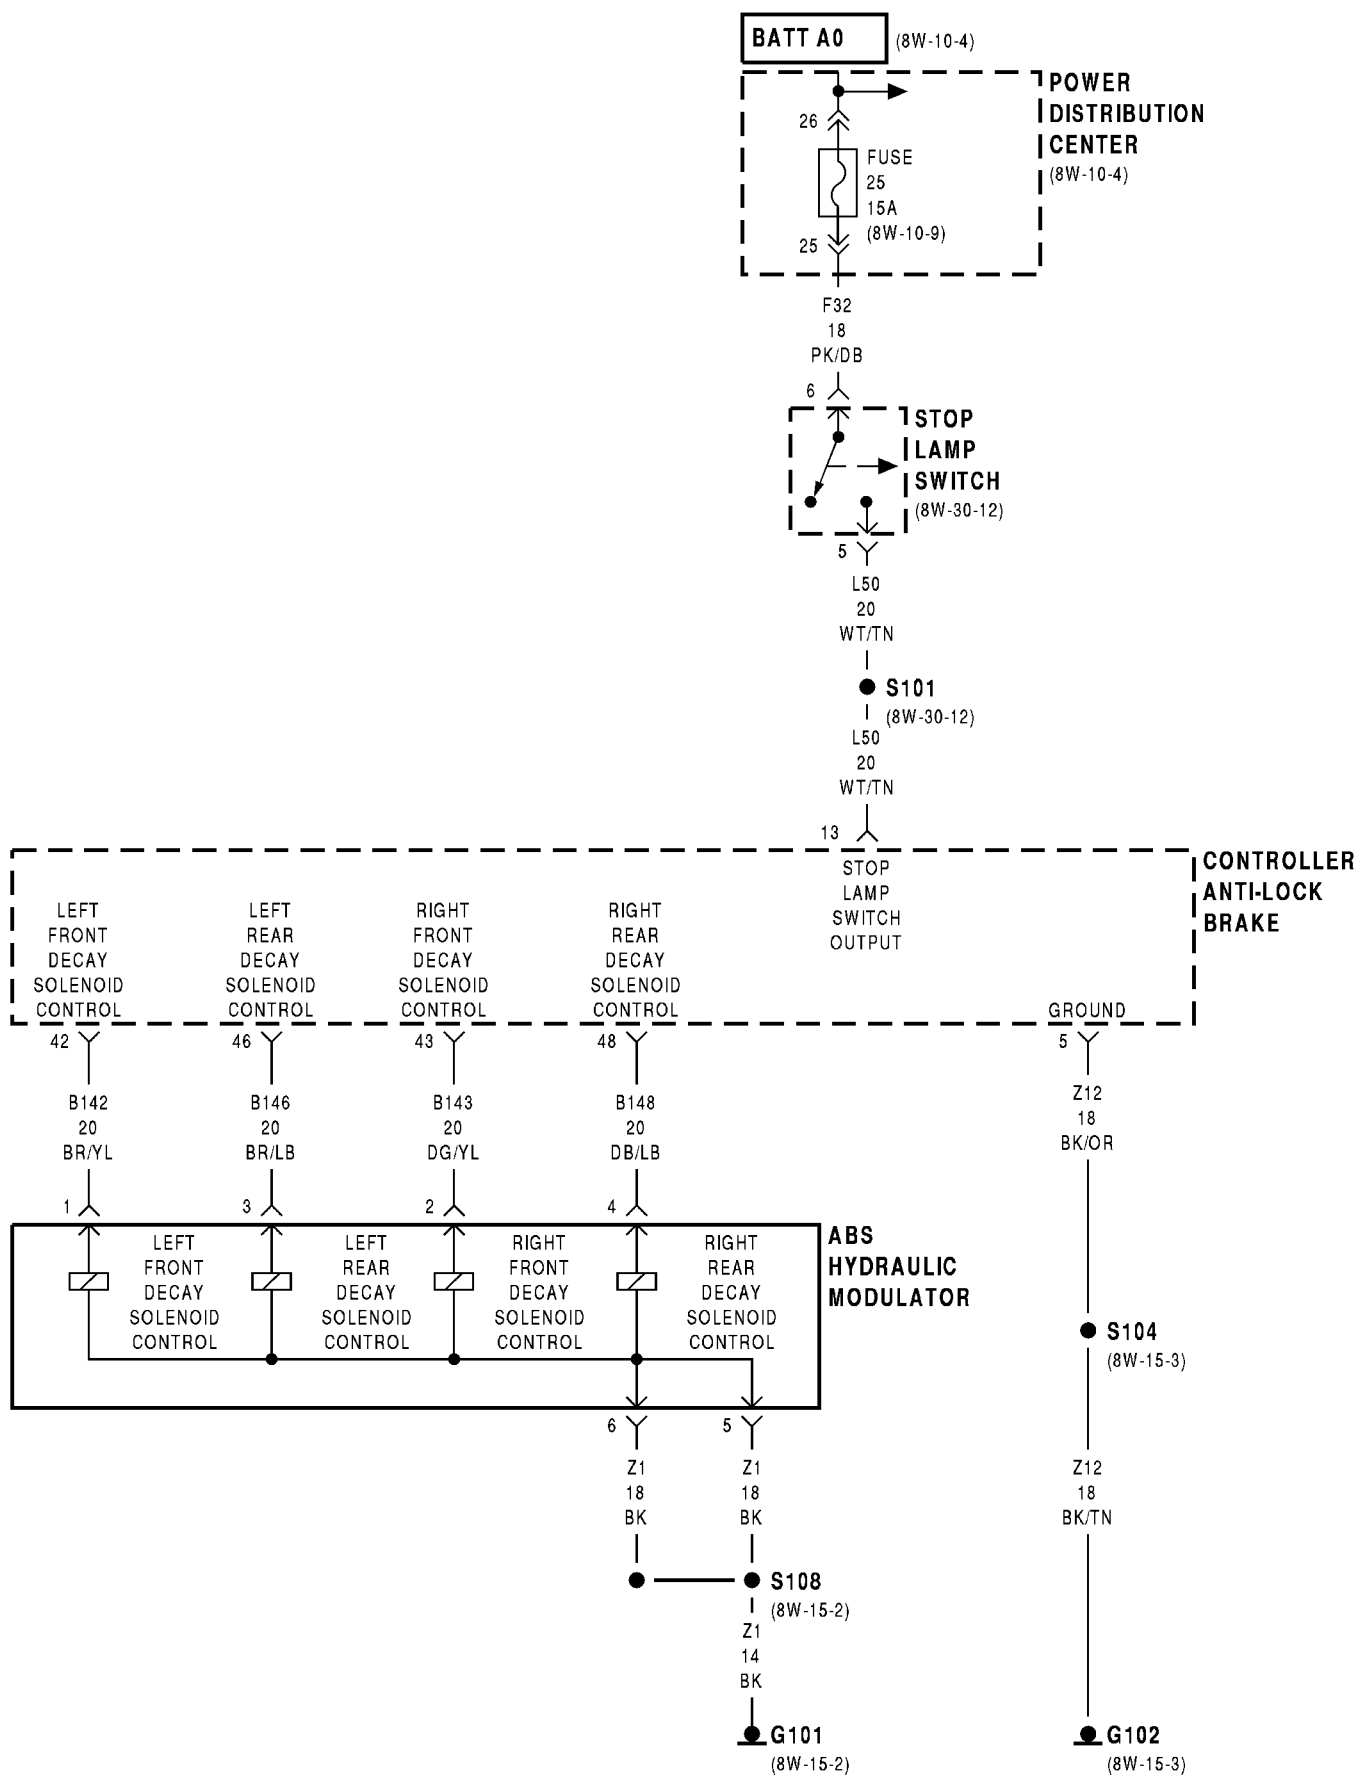 BATT A0
(8W-10-4)
POWER
DISTRIBUTION
CENTER
(8W-10-4)
26
FUSE
25
15A
(8W-10-9)
25
F32
18
PK/DB
6
STOP
LAMP
SWITCH
(8W-30-12)
5
L50
20
WT/TN
S101
(8W-30-12)
L50
20
WT/TN
13
CONTROLLER
ANTI-LOCK
BRAKE
STOP
LAMP
SWITCH
OUTPUT
LEFT
FRONT
DECAY
SOLENOID
CONTROL
LEFT
REAR
DECAY
SOLENOID
CONTROL
RIGHT
FRONT
DECAY
SOLENOID
CONTROL
RIGHT
REAR
DECAY
SOLENOID
CONTROL
GROUND
42
46
43
48
5
B142
20
BR/YL
B146
20
BR/LB
B143
20
DG/YL
B148
20
DB/LB
Z12
18
BK/OR
1
3
2
4
LEFT
FRONT
DECAY
SOLENOID
CONTROL
LEFT
REAR
DECAY
SOLENOID
CONTROL
RIGHT
FRONT
DECAY
SOLENOID
CONTROL
RIGHT
REAR
DECAY
SOLENOID
CONTROL
ABS
HYDRAULIC
MODULATOR
S104
(8W-15-3)
6
5
Z1
18
BK
Z1
18
BK
Z12
18
BK/TN
S108
(8W-15-2)
Z1
14
BK
G101
(8W-15-2)
G102
(8W-15-3)